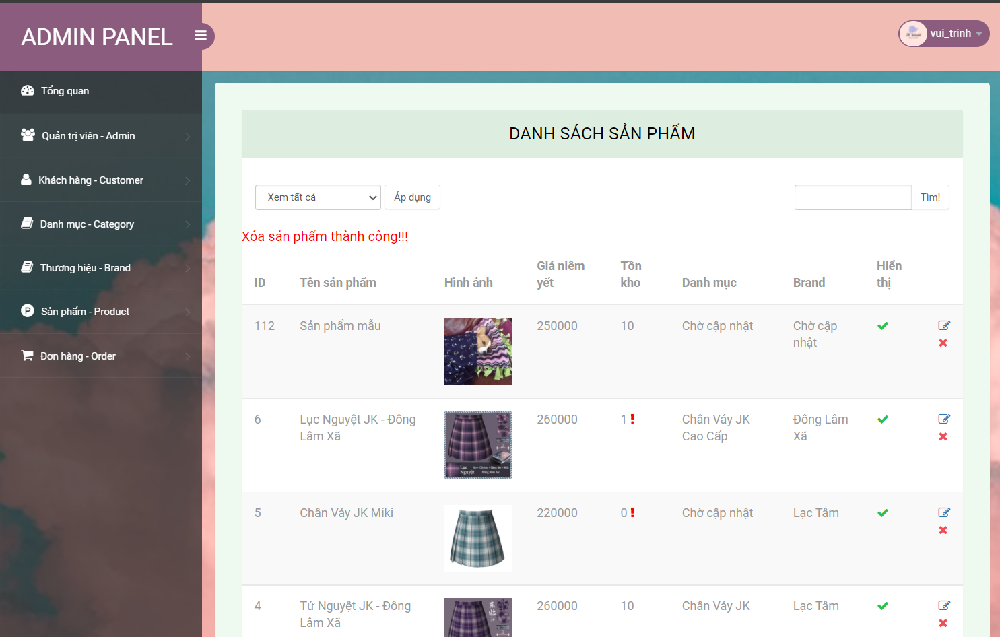 ADMIN PANEL
vui_trinh
Tổng quan
Quản trị viên - Admin
Khách hàng - Customer
Danh mục - Category
Thương hiệu - Brand
Sản phẩm - Product
Đơn hàng - Order
DANH SÁCH SẢN PHẨM
Xem tất cả
Áp dụng
Tìm!
Xóa sản phẩm thành công!!!
ID
Tên sản phẩm
Hình ảnh
Giá niêm
yết
Tồn
kho
Danh mục
Brand
Hiển
thị
112
Sản phẩm mẫu
250000
10
Chờ cập nhật
Chờ cập
nhật
6
Lục Nguyệt JK - Đông
Lâm Xã
Lục
Nguyệt
260000
1!
Chân Váy JK
Cao Cấp
Đông Lâm
Xã
5
Chân Váy JK Miki
220000
0!
Chờ cập nhật
Lạc Tâm
4
Tứ Nguyệt JK - Đông
Lâm Xã
260000
10
Chân Váy JK
Lạc Tâm